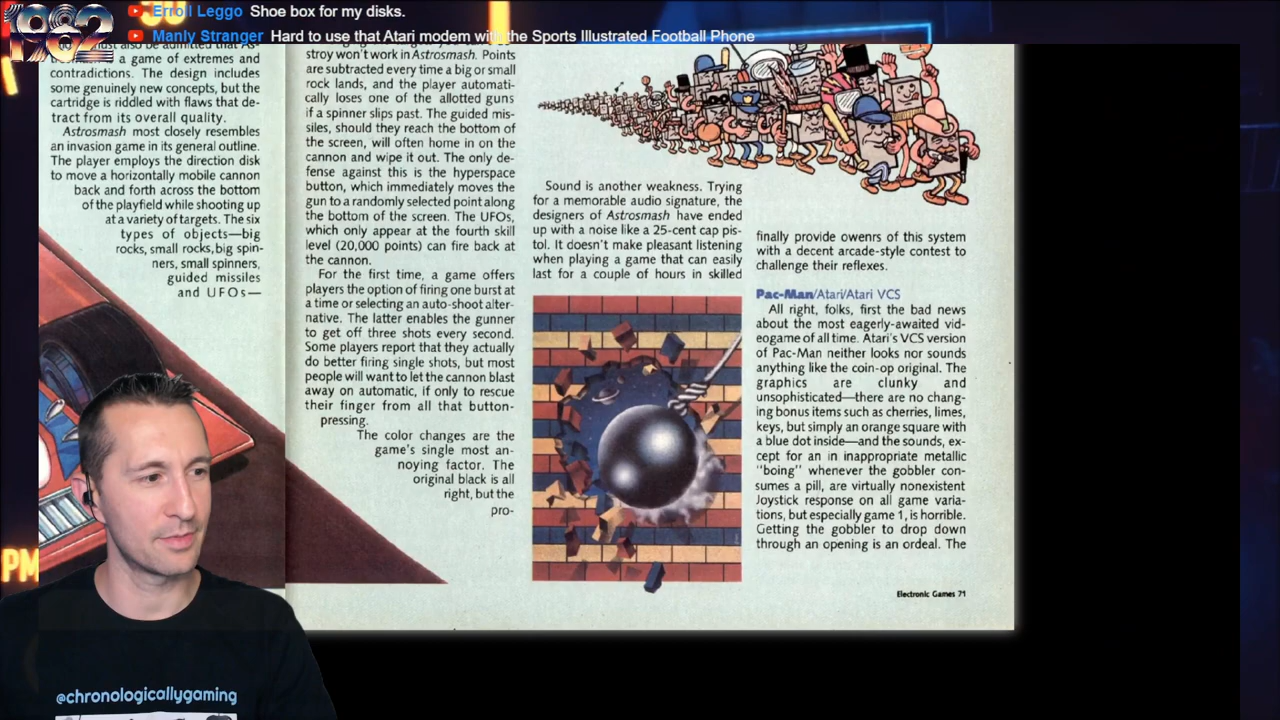 Erroll Leggo Shoe box for my disks.
Manly Stranger Hard to use that Atari modem with the Sports Illustrated Football Phone
1982
must also be admitted that As-
a game of extremes and
contradictions. The design includes
some genuinely new concepts, but the
cartridge is riddled with flaws that de-
tract from its overall quality.
Astrosmash most closely resembles
an invasion game in its general outline.
The player employs the direction disk
to move a horizontally mobile cannon
back and forth across the bottom
of the playfield while shooting up
at a variety of targets. The six
types of objects—big
rocks, small rocks, big spin-
ners, small spinners,
guided missiles
and UFOs—
stroy won't work in Astrosmash. Points
are subtracted every time a big or small
rock lands, and the player automati-
cally loses one of the allotted guns
if a spinner slips past. The guided mis-
siles, should they reach the bottom of
the screen, will often home in on the
cannon and wipe it out. The only de-
fense against this is the hyperspace
button, which immediately moves the
gun to a randomly selected point along
the bottom of the screen. The UFOs,
which only appear at the fourth skill
level (20,000 points) can fire back at
the cannon.
For the first time, a game offers
players the option of firing one burst at
a time or selecting an auto-shoot alter-
native. The latter enables the gunner
to get off three shots every second.
Some players report that they actually
do better firing single shots, but most
people will want to let the cannon blast
away on automatic, if only to rescue
their finger from all that button-
pressing.
The color changes are the
game's single most an-
noying factor. The
original black is all
right, but the
pro-
Sound is another weakness. Trying
for a memorable audio signature, the
designers of Astrosmash have ended
up with a noise like a 25-cent cap pis-
tol. It doesn't make pleasant listening
when playing a game that can easily
last for a couple of hours in skilled
finally provide owenrs of this system
with a decent arcade-style contest to
challenge their reflexes.
Pac-Man/Atari/Atari VCS
All right, folks, first the bad news
about the most eagerly-awaited vid-
eogame of all time. Atari's VCS version
of Pac-Man neither looks nor sounds
anything like the coin-op original. The
graphics are clunky and
unsophisticated—there are no chang-
ing bonus items such as cherries, limes,
keys, but simply an orange square with
a blue dot inside—and the sounds, ex-
cept for an in inappropriate metallic
"boing" whenever the gobbler con-
sumes a pill, are virtually nonexistent
Joystick response on all game varia-
tions, but especially game 1, is horrible.
Getting the gobbler to drop down
through an opening is an ordeal. The
Electronic Games 71
PM
@chronologicallygaming